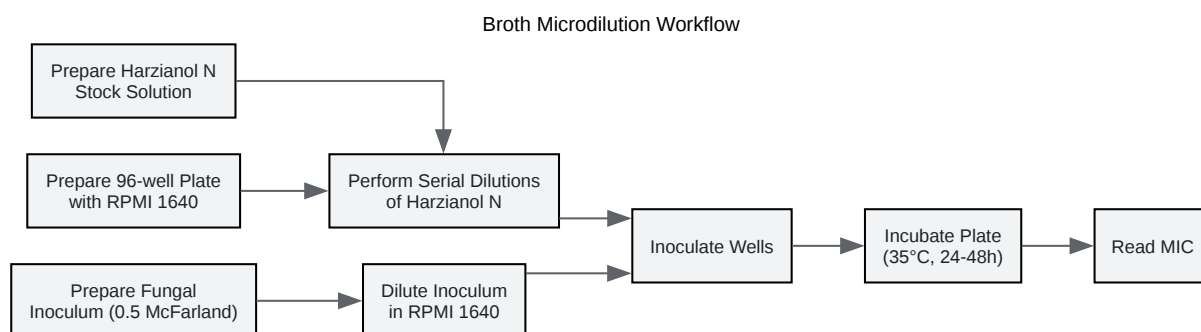 Broth Microdilution Workflow
Prepare Harzianol N
Stock Solution
Prepare 96-well Plate
with RPMI 1640
Perform Serial Dilutions
of Harzianol N
Prepare Fungal
Inoculum (0.5 McFarland)
Dilute Inoculum
in RPMI 1640
Inoculate Wells
Incubate Plate
(35°C, 24-48h)
Read MIC